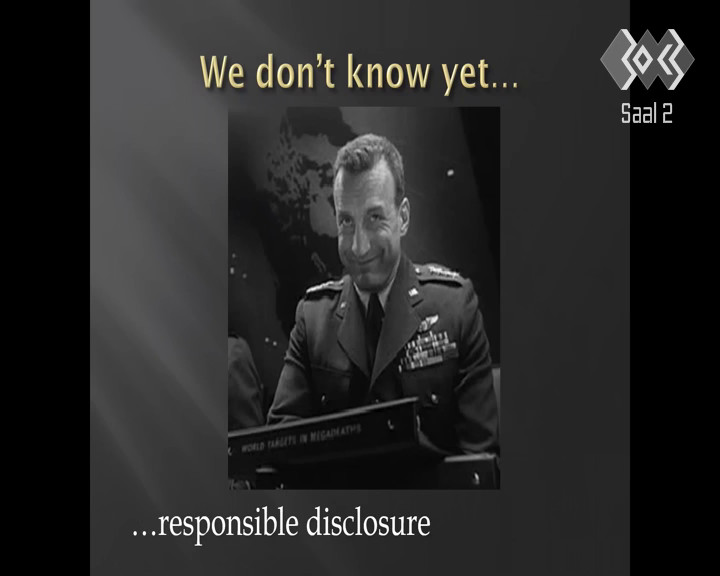 We don't know yet…
Saal 2
WORLD TARGETS IN MEGADEATHS
…responsible disclosure